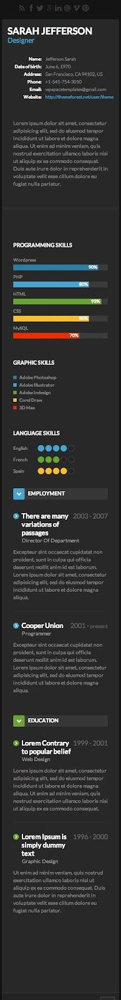 SARAH JEFFERSON
Designer
Name: Jefferson Sarah
Date of birth: June 6, 1970
Address: San Francisco, CA 94102, US
Phone: +1-541-754-3010
Email: wpspacetemplates@gmail.com
Website: http://themeforest.net/user/theme
Lorem ipsum dolor sit amet, consectetur
adipisicing elit, sed do eiusmod tempor
incididunt ut labore et dolore magna
aliqua. Ut enim ad minim veniam, quis
nostrud exercitation ullamco laboris nisi
ut aliquip ex ea commodo consequat.
Duis aute irure dolor in reprehenderit in
voluptate velit esse cillum dolore eu
fugiat nulla pariatur.
PROGRAMMING SKILLS
Wordpress
90%
PHP
80%
HTML
93%
CSS
80%
MySQL
70%
GRAPHIC SKILLS
Adobe Photoshop
Adobe Illustrator
Adobe Indesign
Corel Draw
3D Max
LANGUAGE SKILLS
English
French
Spain
EMPLOYMENT
There are many 2003 - 2007
variations of
passages
Director Of Department
Excepteur sint occaecat cupidatat non
proident, sunt in culpa qui officia
deserunt mollit anim id est laborum.
Lorem ipsum dolor sit amet, consectetur
adipisicing elit, sed do eiusmod tempor
incididunt ut labore et dolore magna
aliqua.
Cooper Union 2001 - present
Programmer
Excepteur sint occaecat cupidatat non
proident, sunt in culpa qui officia
deserunt mollit anim id est laborum.
Lorem ipsum dolor sit amet, consectetur
adipisicing elit, sed do eiusmod tempor
incididunt ut labore et dolore magna
aliqua.
EDUCATION
Lorem Contrary 1999 - 2001
to popular belief
Web Design
Lorem ipsum dolor sit amet, consectetur
adipisicing elit, sed do eiusmod tempor
incididunt ut labore et dolore magna
aliqua. Ut enim ad minim veniam, quis
nostrud exercitation ullamco laboris nisi
ut aliquip ex ea commodo consequat.
Lorem Ipsum is 1996 - 2000
simply dummy
text
Graphic Design
Ut enim ad minim veniam, quis nostrud
exercitation ullamco laboris nisi ut
aliquip ex ea commodo consequat. Duis
aute irure dolor in reprehenderit in
voluptate velit esse cillum dolore eu
fugiat nulla pariatur.